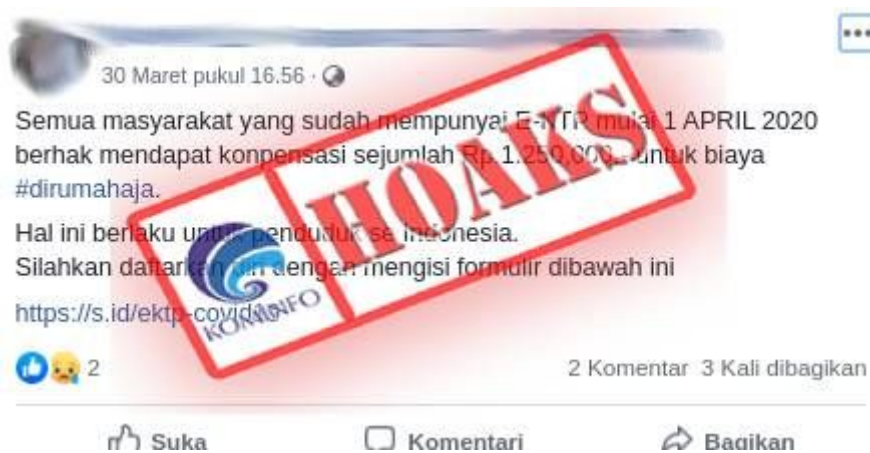 30 Maret pukul 16.56 ·
Semua masyarakat yang sudah mempunyai E-KTP mulai 1 APRIL 2020
berhak mendapat konpensasi sejumlah Rp.1.250,000,. untuk biaya
#dirumahaja.
Hal ini berlaku untuk penduduk se Indonesia.
Silahkan daftarkan diri dengan mengisi formulir dibawah ini
https://s.id/ektp-covid19
HOAKS
KOMINFO
2
2 Komentar 3 Kali dibagikan
Suka Komentari Bagikan